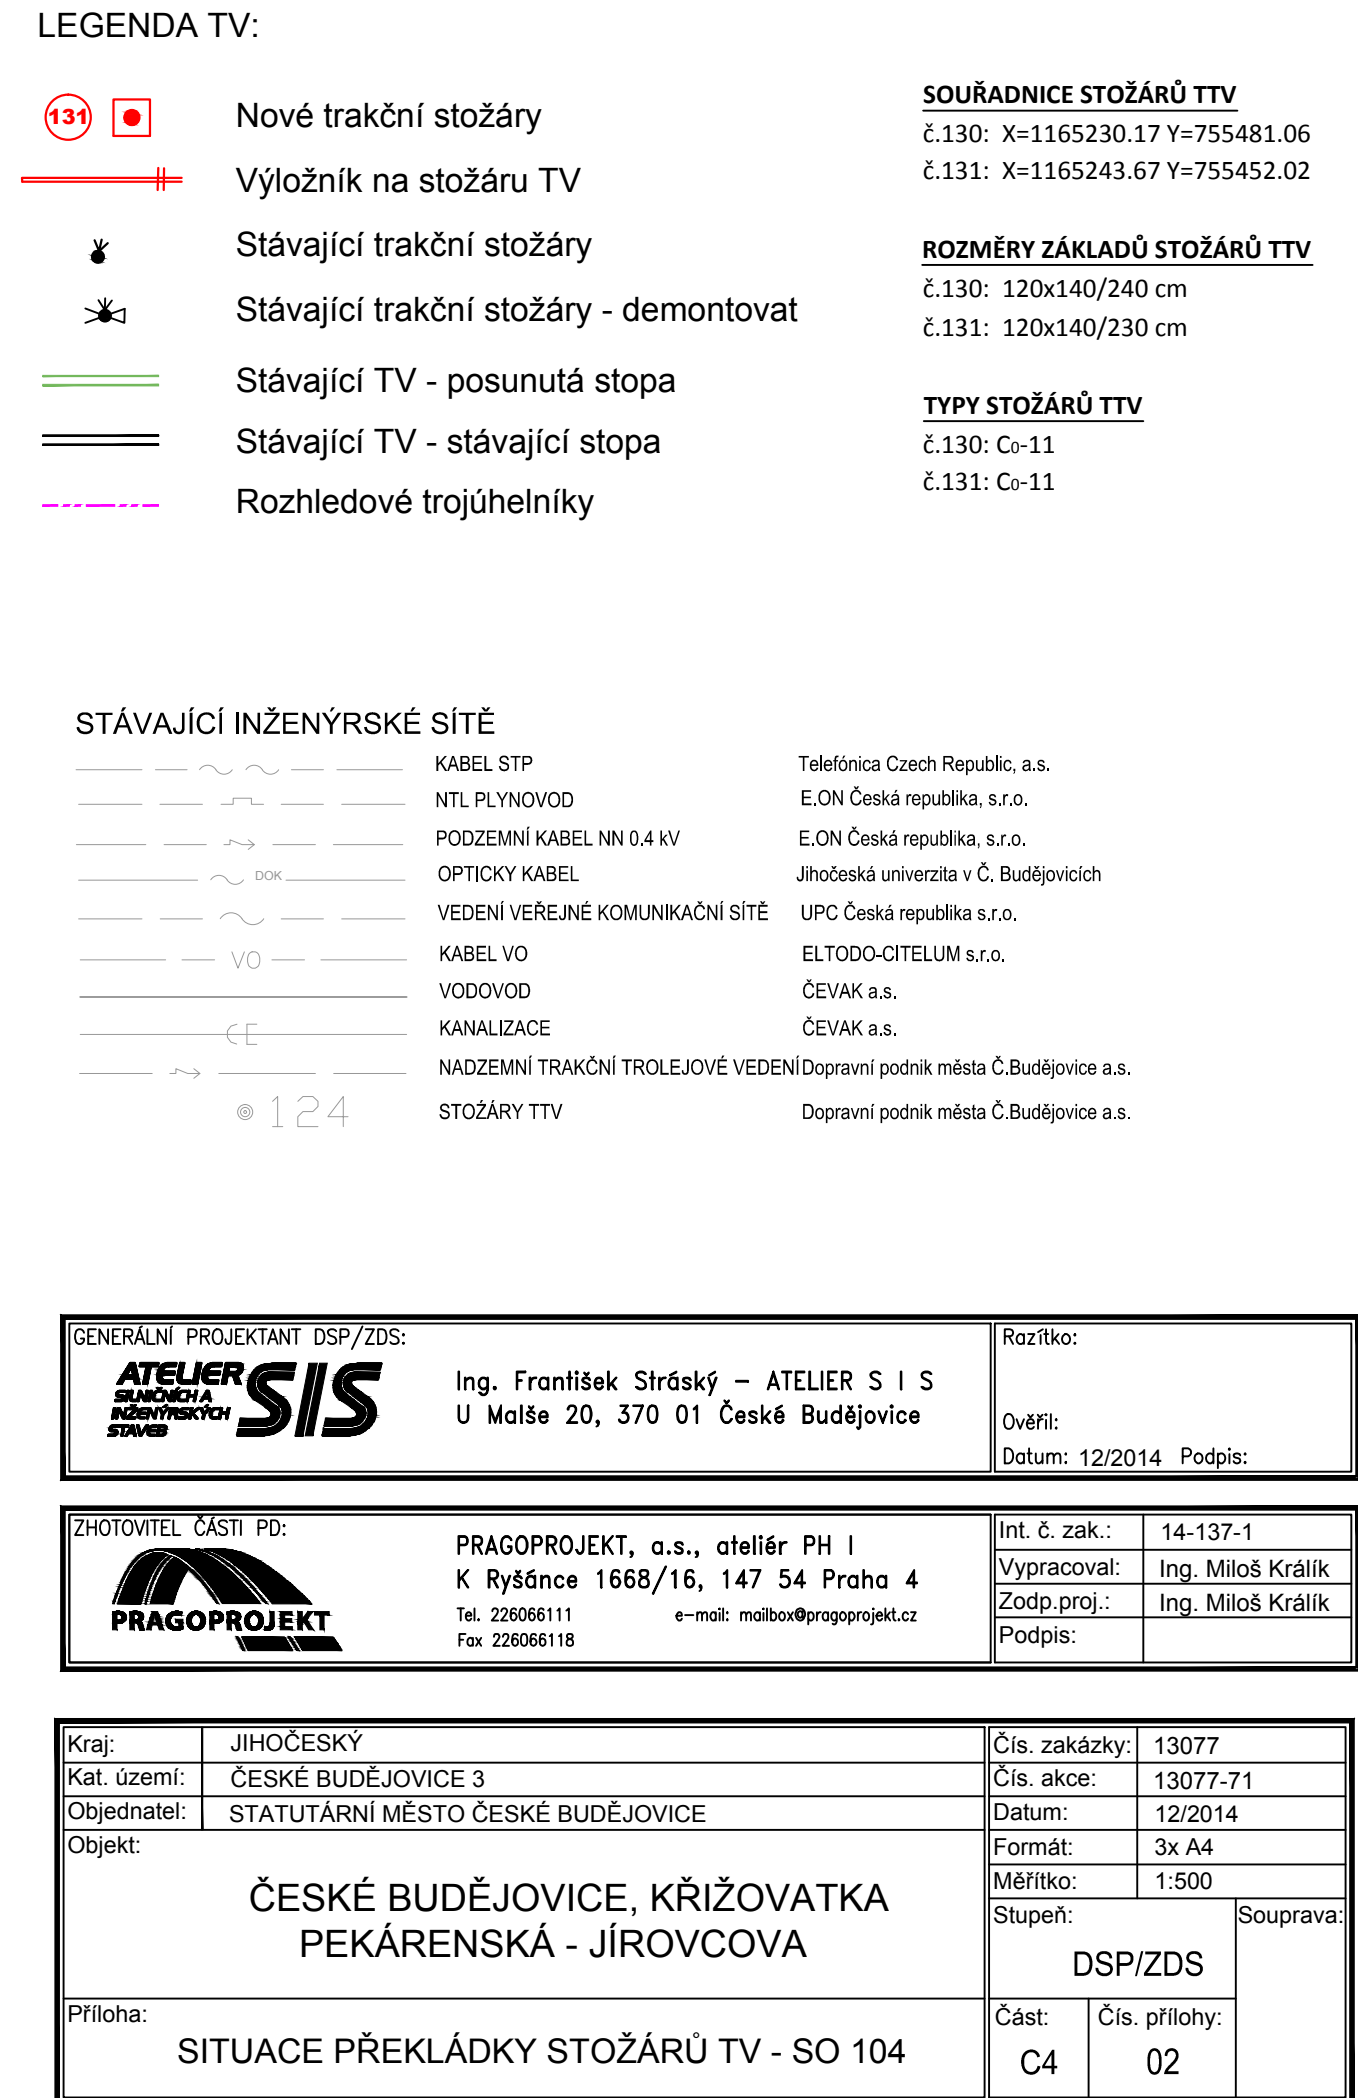 LEGENDA TV:
131
Nové trakční stožáry
Výložník na stožáru TV
Stávající trakční stožáry
Stávající trakční stožáry - demontovat
Stávající TV - posunutá stopa
Stávající TV - stávající stopa
Rozhledové trojúhelníky
SOUŘADNICE STOŽÁRŮ TTV
č.130: X=1165230.17 Y=755481.06
č.131: X=1165243.67 Y=755452.02
ROZMĚRY ZÁKLADŮ STOŽÁRŮ TTV
č.130: 120x140/240 cm
č.131: 120x140/230 cm
TYPY STOŽÁRŮ TTV
č.130: C0-11
č.131: C0-11
STÁVAJÍCÍ INŽENÝRSKÉ SÍTĚ
KABEL STP Telefónica Czech Republic, a.s.
NTL PLYNOVOD E.ON Česká republika, s.r.o.
PODZEMNÍ KABEL NN 0.4 kV E.ON Česká republika, s.r.o.
DOK OPTICKY KABEL Jihočeská univerzita v Č. Budějovicích
VEDENÍ VEŘEJNÉ KOMUNIKAČNÍ SÍTĚ UPC Česká republika s.r.o.
VO KABEL VO ELTODO-CITELUM s.r.o.
VODOVOD ČEVAK a.s.
CE KANALIZACE ČEVAK a.s.
NADZEMNÍ TRAKČNÍ TROLEJOVÉ VEDENÍ Dopravní podnik města Č.Budějovice a.s.
124 STOŹÁRY TTV Dopravní podnik města Č.Budějovice a.s.
GENERÁLNÍ PROJEKTANT DSP/ZDS:
ATELIER
SILNIČNÍCH A
INŽENÝRSKÝCH
STAVEB
SIS
Ing. František Stráský – ATELIER S I S
U Malše 20, 370 01 České Budějovice
Razítko:
Ověřil:
Datum: 12/2014 Podpis:
ZHOTOVITEL ČÁSTI PD:
PRAGOPROJEKT
PRAGOPROJEKT, a.s., ateliér PH I
K Ryšánce 1668/16, 147 54 Praha 4
Tel. 226066111 e-mail: mailbox@pragoprojekt.cz
Fax 226066118
Int. č. zak.: 14-137-1
Vypracoval: Ing. Miloš Králík
Zodp.proj.: Ing. Miloš Králík
Podpis:
Kraj: JIHOČESKÝ
Kat. území: ČESKÉ BUDĚJOVICE 3
Objednatel: STATUTÁRNÍ MĚSTO ČESKÉ BUDĚJOVICE
Objekt:
ČESKÉ BUDĚJOVICE, KŘIŽOVATKA
PEKÁRENSKÁ - JÍROVCOVA
Příloha:
SITUACE PŘEKLÁDKY STOŽÁRŮ TV - SO 104
Čís. zakázky: 13077
Čís. akce: 13077-71
Datum: 12/2014
Formát: 3x A4
Měřítko: 1:500
Stupeň: Souprava:
DSP/ZDS
Část: Čís. přílohy:
C4 02